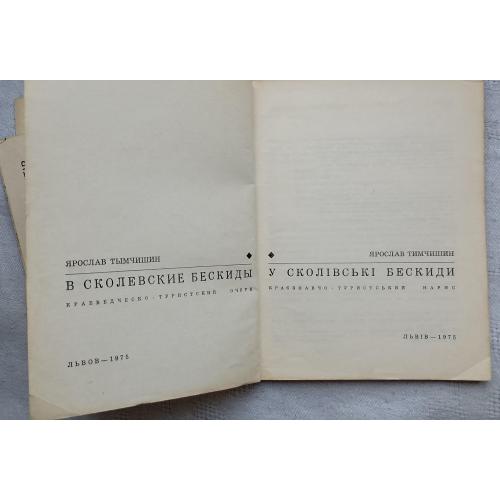 ЯРОСЛАВ ТЫМЧИШИН
В СКОЛЕВСКИЕ БЕСКИДЫ
КРАЕВЕДЧЕСКО-ТУРИСТСКИЙ ОЧЕРК
ЛЬВОВ—1975
ЯРОСЛАВ ТИМЧИШИН
У СКОЛІВСЬКІ БЕСКИДИ
КРАЄЗНАВЧО-ТУРИСТСЬКИЙ НАРИС
ЛЬВІВ—1975